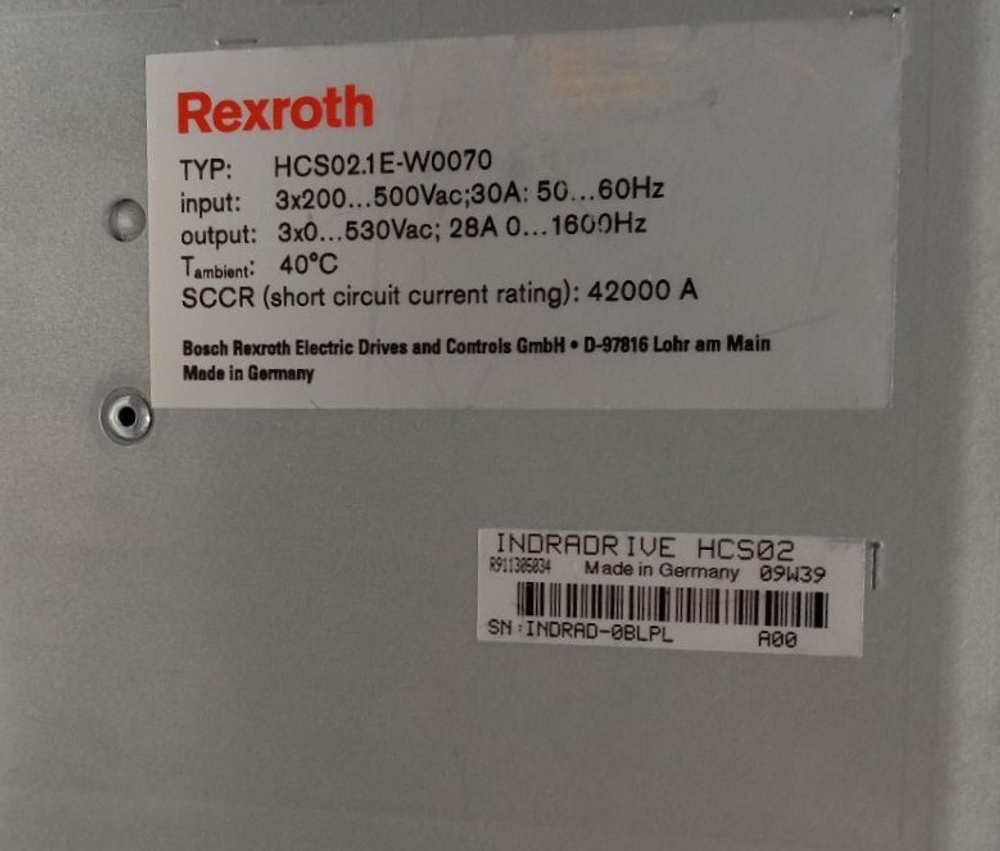 Rexroth
TYP: HCS02.1E-W0070
input: 3x200...500Vac;30A: 50...60Hz
output: 3x0...530Vac; 28A 0...1600Hz
Tambient: 40°C
SCCR (short circuit current rating): 42000 A
Bosch Rexroth Electric Drives and Controls GmbH • D-97816 Lohr am Main
Made in Germany
INDRADRIVE HCS02
R911305034 Made in Germany 09W39
SN:INDRAD-0BLPL A00